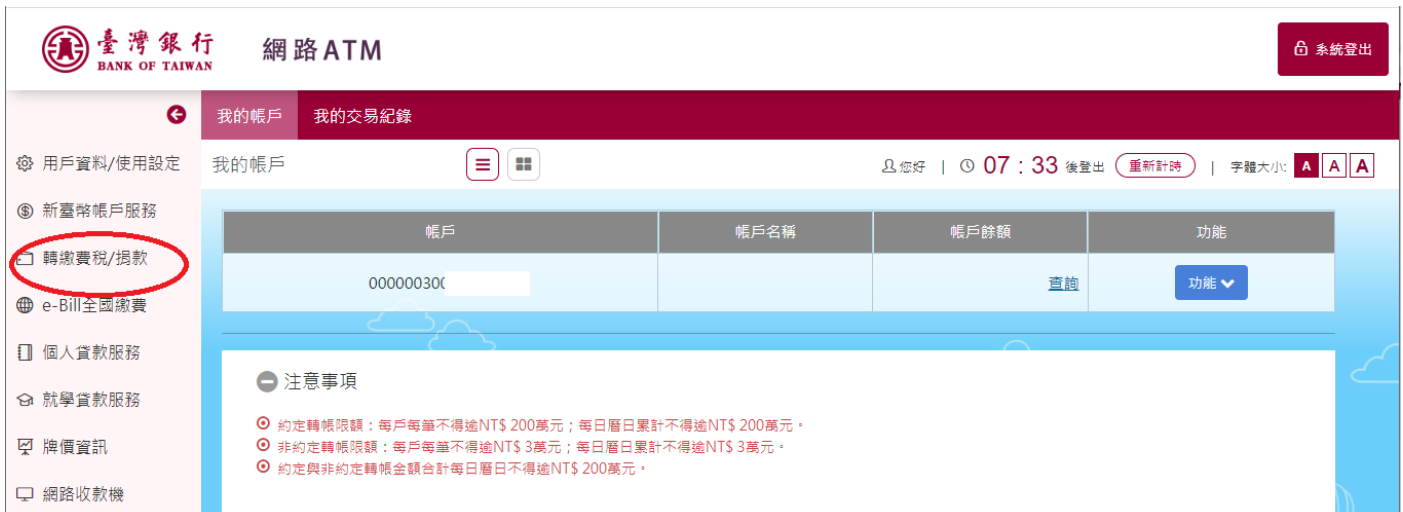 臺灣銀行
BANK OF TAIWAN
網路ATM
系統登出
我的帳戶 我的交易紀錄
用戶資料/使用設定
新臺幣帳戶服務
轉繳費稅/捐款
e-Bill全國繳費
個人貸款服務
就學貸款服務
牌價資訊
網路收款機
我的帳戶
您好 | 07:33 後登出 重新計時 | 字體大小: A A A
帳戶 帳戶名稱 帳戶餘額 功能
000000300 查詢 功能
注意事項
約定轉帳限額:每戶每筆不得逾NT$ 200萬元;每日曆日累計不得逾NT$ 200萬元。
非約定轉帳限額:每戶每筆不得逾NT$ 3萬元;每日曆日累計不得逾NT$ 3萬元。
約定與非約定轉帳金額合計每日曆日不得逾NT$ 200萬元。